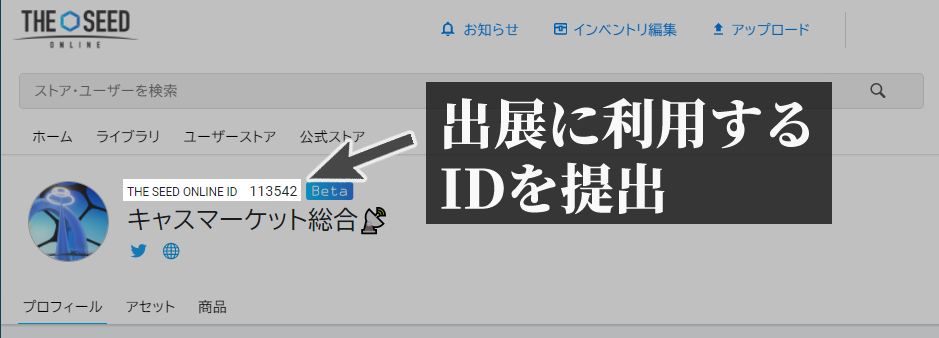 THE SEED
ONLINE
お知らせ
インベントリ編集
アップロード
ストア・ユーザーを検索
ホーム
ライブラリ
ユーザーストア
公式ストア
出展に利用する
IDを提出
THE SEED ONLINE ID 113542
Beta
キャスマーケット総合
プロフィール
アセット
商品